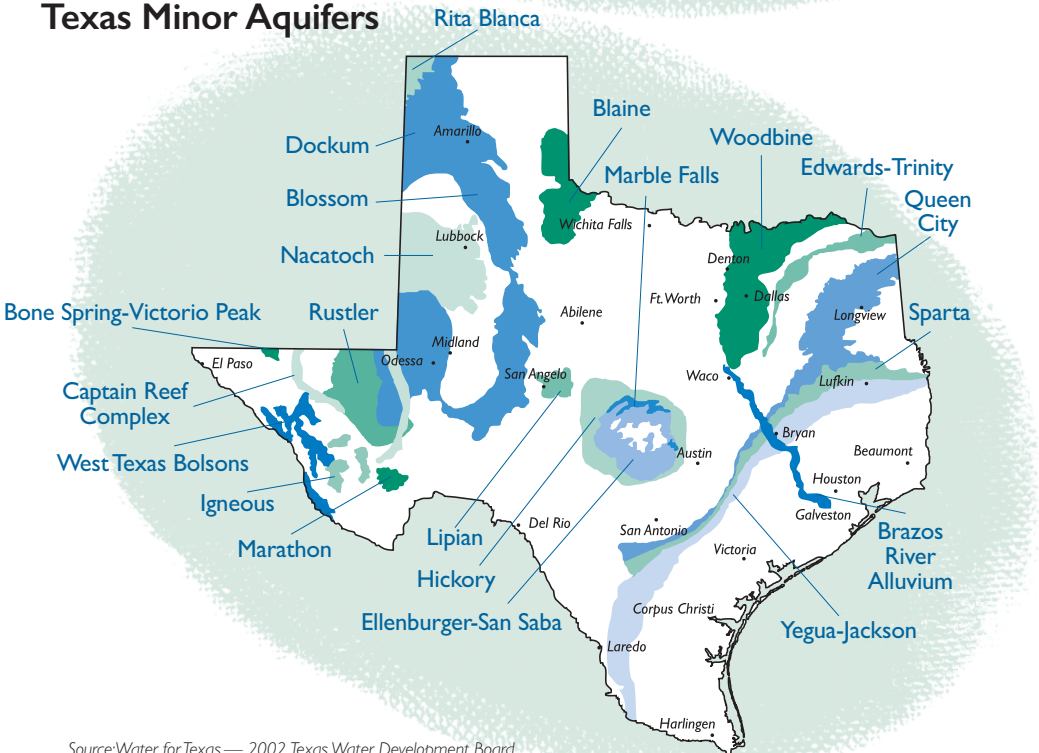 Texas Minor Aquifers
Rita Blanca
Blaine
Woodbine
Dockum
Amarillo
Marble Falls
Edwards-Trinity
Queen
City
Blossom
Wichita Falls
Lubbock
Nacatoch
Denton
Bone Spring-Victorio Peak
Rustler
Ft. Worth
Dallas
Abilene
Longview
Sparta
Midland
Odessa
El Paso
San Angelo
Waco
Lufkin
Captain Reef
Complex
West Texas Bolsons
Bryan
Austin
Beaumont
Igneous
Houston
Galveston
Marathon
Lipian
Del Rio
San Antonio
Brazos
River
Alluvium
Victoria
Hickory
Ellenburger-San Saba
Corpus Christi
Yegua-Jackson
Laredo
Harlingen
Source: Water for Texas — 2002 Texas Water Development Board